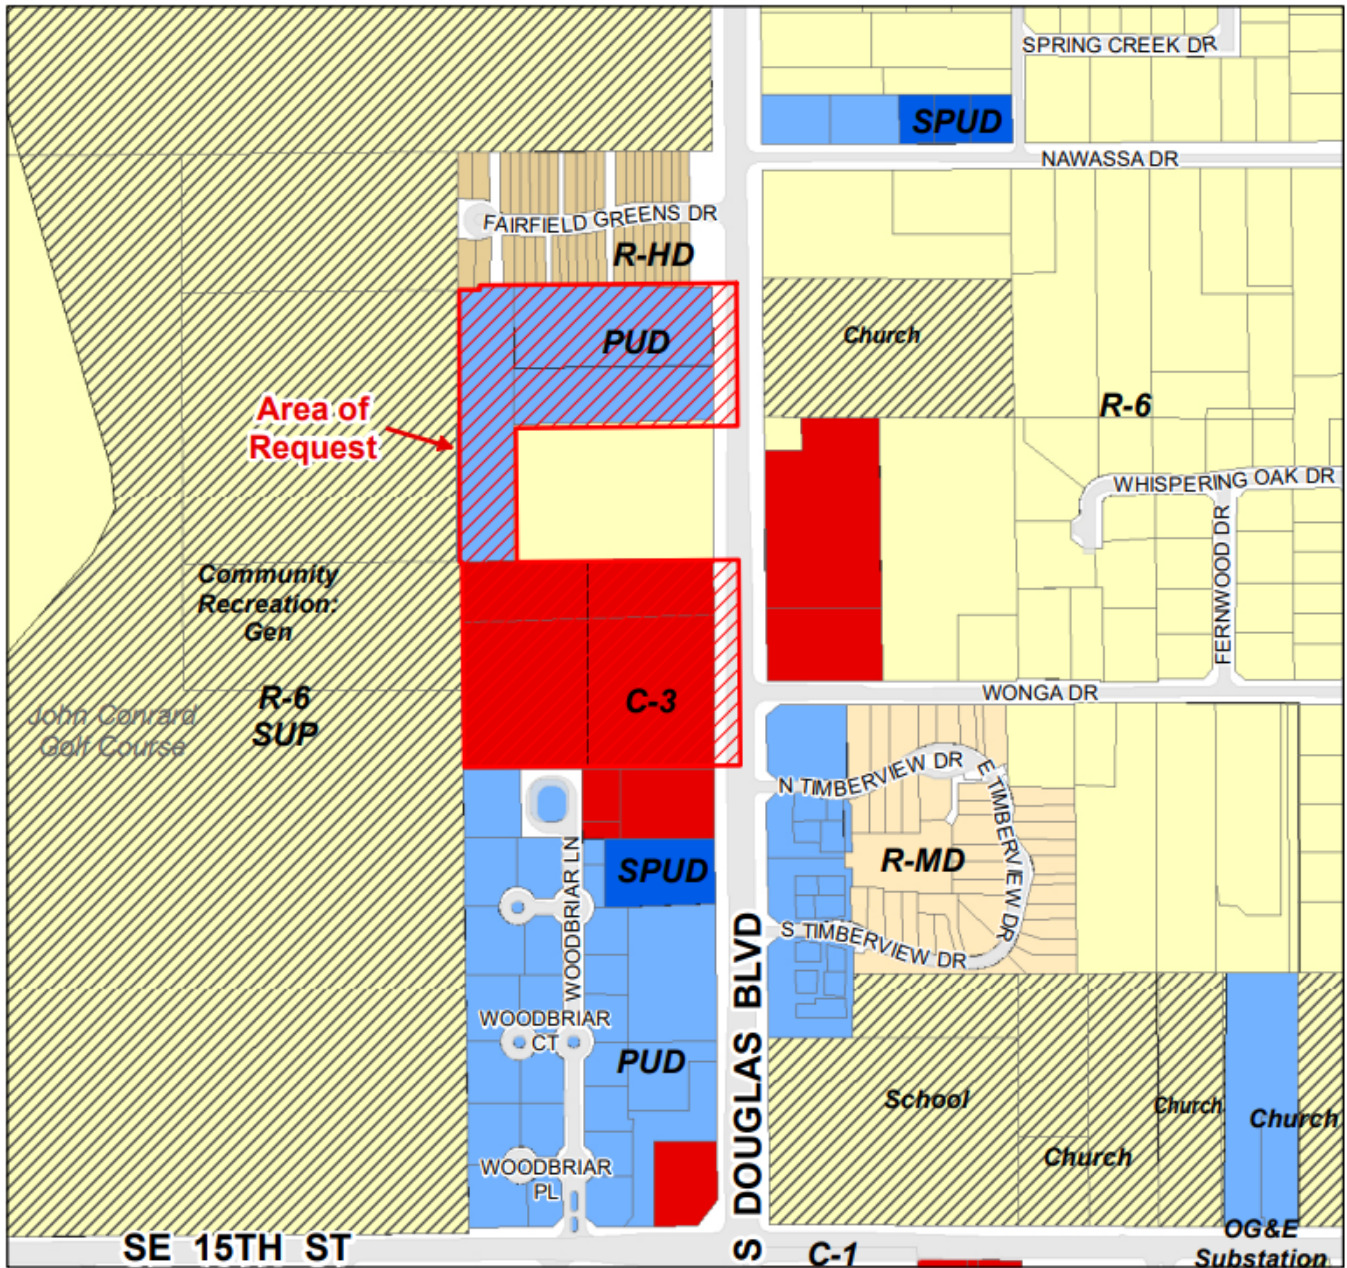 SPRING CREEK DR
SPUD
NAWASSA DR
FAIRFIELD GREENS DR
R-HD
PUD
Church
Area of
Request
R-6
WHISPERING OAK DR
FERNWOOD DR
Community
Recreation:
Gen
R-6
SUP
John Conrard
Golf Course
C-3
WONGA DR
N TIMBERVIEW DR
E TIMBERVIEW DR
R-MD
S TIMBERVIEW DR
SPUD
WOODBRIAR LN
WOODBRIAR
CT
PUD
S DOUGLAS BLVD
School
Church
Church
Church
WOODBRIAR
PL
SE 15TH ST
C-1
OG&E
Substation